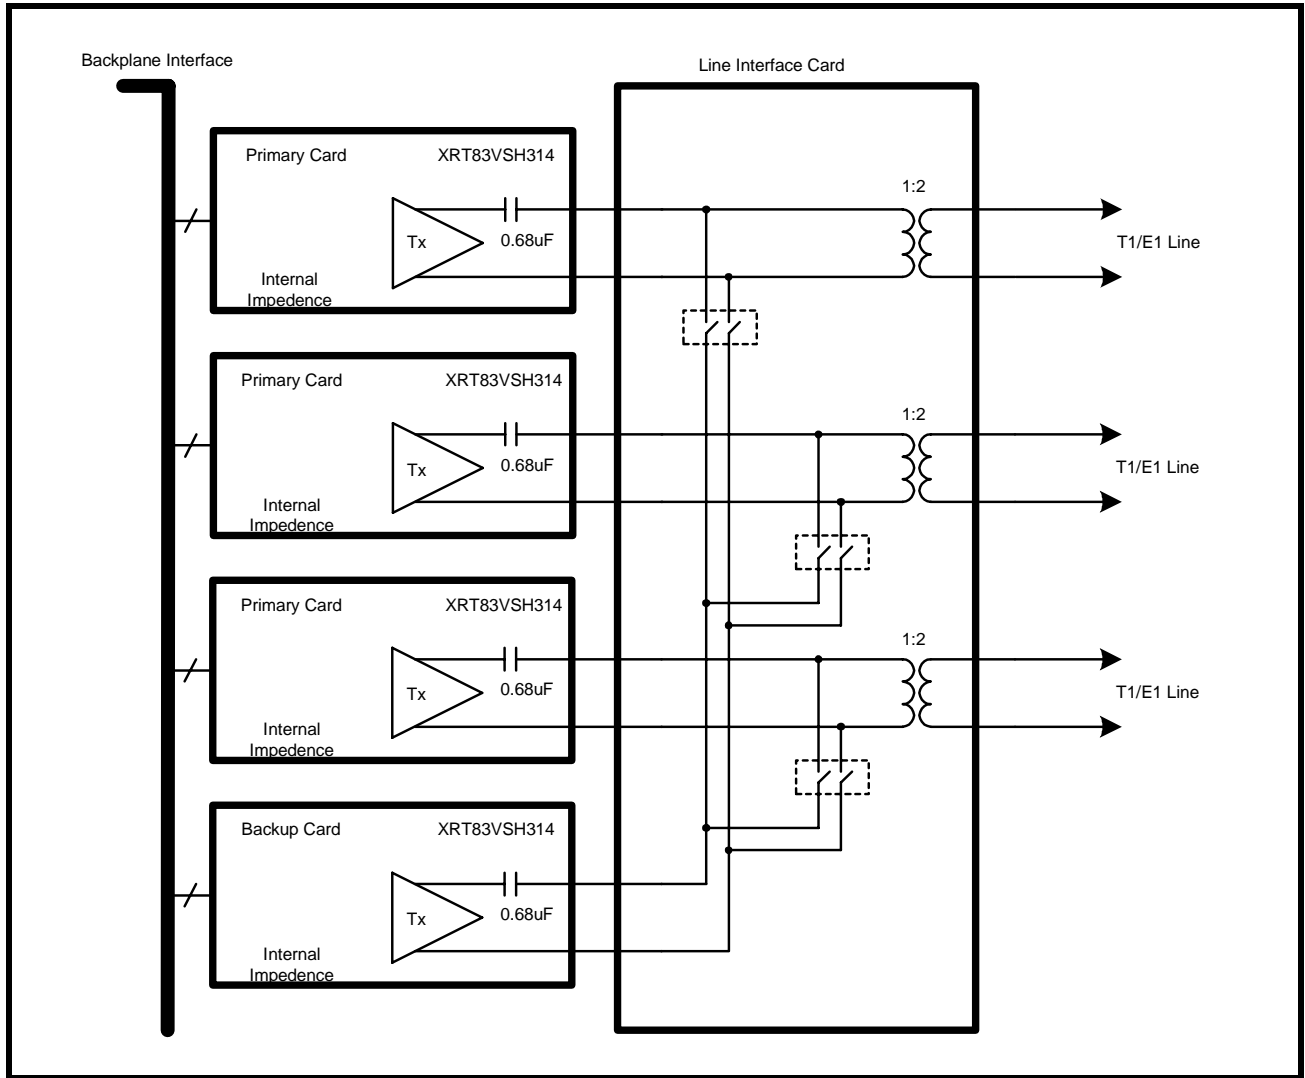 Backplane Interface
Line Interface Card
Primary Card
XRT83VSH314
1:2
Tx
0.68uF
T1/E1 Line
Internal
Impedence
Primary Card
XRT83VSH314
1:2
Tx
0.68uF
T1/E1 Line
Internal
Impedence
Primary Card
XRT83VSH314
1:2
Tx
0.68uF
T1/E1 Line
Internal
Impedence
Backup Card
XRT83VSH314
Tx
0.68uF
Internal
Impedence